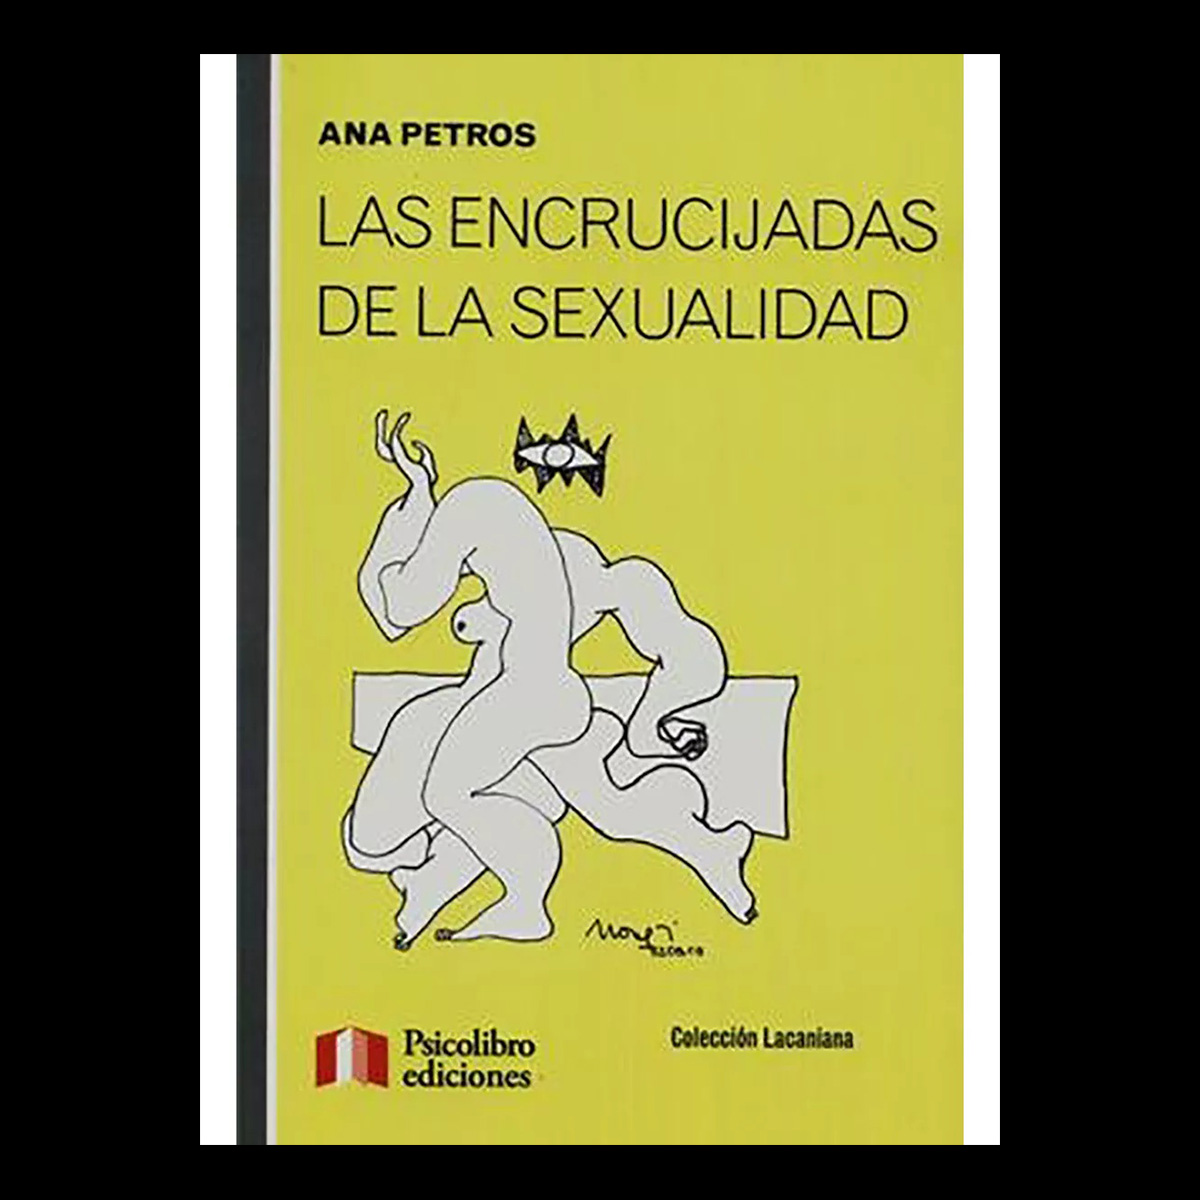 ANA PETROS
LAS ENCRUCIJADAS
DE LA SEXUALIDAD
Psicolibro
ediciones
Colección Lacaniana